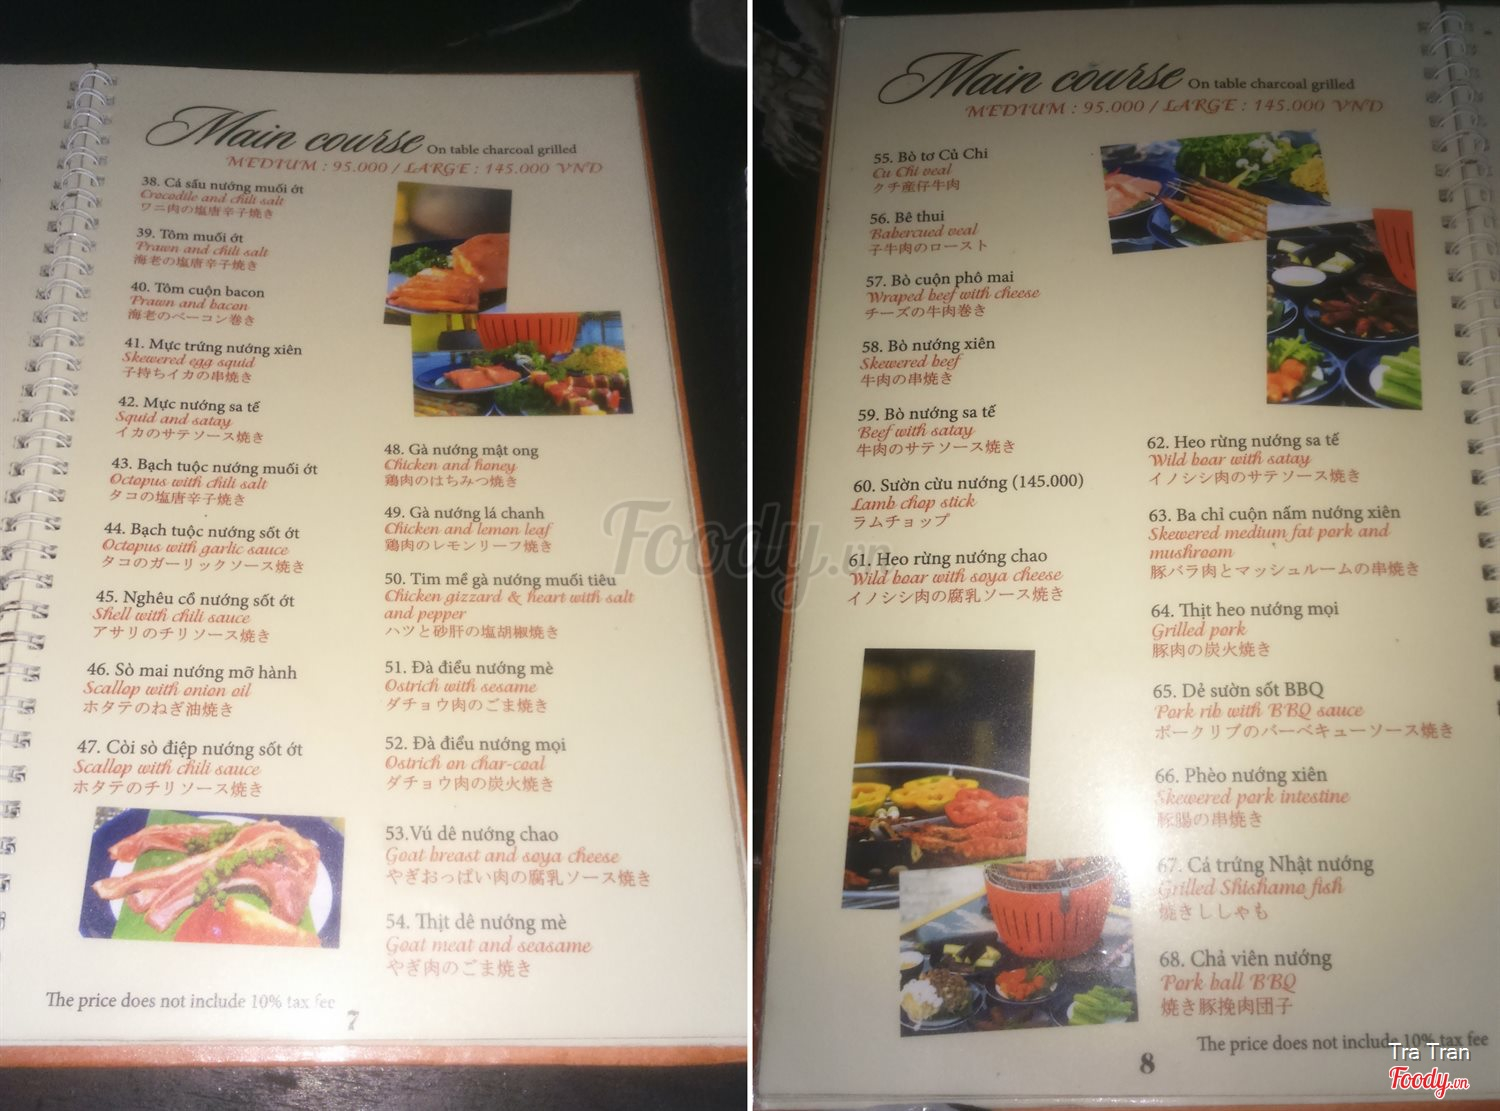 Main course On table charcoal grilled
MEDIUM : 95.000 / LARGE : 145.000 VND
38. Cá sấu nướng muối ớt
Crocodile and chili salt
ワニ肉の塩唐辛子焼き
39. Tôm muối ớt
Prawn and chili salt
海老の塩唐辛子焼き
40. Tôm cuộn bacon
Prawn and bacon
海老のベーコン巻き
41. Mực trứng nướng xiên
Skewered egg squid
子持ちイカの串焼き
42. Mực nướng sa tế
Squid and satay
イカのサテソース焼き
43. Bạch tuộc nướng muối ớt
Octopus with chili salt
タコの塩唐辛子焼き
44. Bạch tuộc nướng sốt ớt
Octopus with garlic sauce
タコのガーリックソース焼き
45. Nghêu cồ nướng sốt ớt
Shell with chili sauce
アサリのチリソース焼き
46. Sò mai nướng mỡ hành
Scallop with onion oil
ホタテのねぎ油焼き
47. Còi sò điệp nướng sốt ớt
Scallop with chili sauce
ホタテのチリソース焼き
48. Gà nướng mật ong
Chicken and honey
鶏肉のはちみつ焼き
49. Gà nướng lá chanh
Chicken and lemon leaf
鶏肉のレモンリーフ焼き
50. Tim mề gà nướng muối tiêu
Chicken gizzard & heart with salt
and pepper
ハツと砂肝の塩胡椒焼き
51. Đà điểu nướng mè
Ostrich with sesame
ダチョウ肉のごま焼き
52. Đà điểu nướng mọi
Ostrich on char-coal
ダチョウ肉の炭火焼き
53.Vú dê nướng chao
Goat breast and soya cheese
やぎおっぱい肉の腐乳ソース焼き
54. Thịt dê nướng mè
Goat meat and seasame
やぎ肉のごま焼き
The price does not include 10% tax fee
7
Main course On table charcoal grilled
MEDIUM : 95.000 / LARGE : 145.000 VND
55. Bò tơ Củ Chi
Cu Chi veal
クチ産仔牛肉
56. Bê thui
Babercued veal
子牛肉のロースト
57. Bò cuộn phô mai
Wraped beef with cheese
チーズの牛肉巻き
58. Bò nướng xiên
Skewered beef
牛肉の串焼き
59. Bò nướng sa tế
Beef with satay
牛肉のサテソース焼き
60. Sườn cừu nướng (145.000)
Lamb chop stick
ラムチョップ
61. Heo rừng nướng chao
Wild boar with soya cheese
イノシシ肉の腐乳ソース焼き
62. Heo rừng nướng sa tế
Wild boar with satay
イノシシ肉のサテソース焼き
63. Ba chỉ cuộn nấm nướng xiên
Skewered medium fat pork and
mushroom
豚バラ肉とマッシュルームの串焼き
64. Thịt heo nướng mọi
Grilled pork
豚肉の炭火焼き
65. Dẻ sườn sốt BBQ
Pork rib with BBQ sauce
ポークリブのバーベキューソース焼き
66. Phèo nướng xiên
Skewered pork intestine
豚腸の串焼き
67. Cá trứng Nhật nướng
Grilled Shishamo fish
焼きししゃも
68. Chả viên nướng
Pork ball BBQ
焼き豚挽肉団子
The price does not include 10% tax fee
8
Foody.vn
Tra Tran
Foody.vn